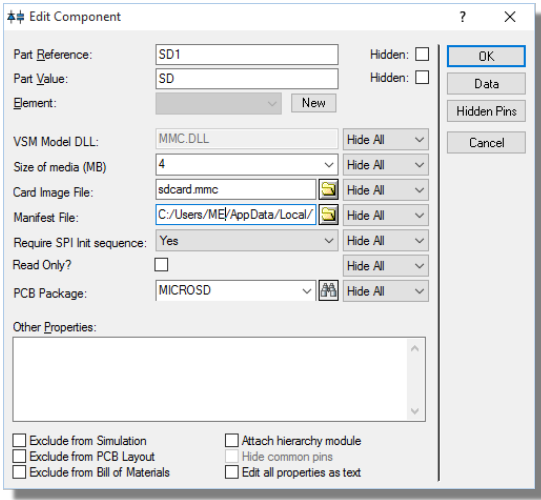 Edit Component ? X
Part Reference: SD1 Hidden: OK
Part Value: SD Hidden: Data
Element: New Hidden Pins
VSM Model DLL: MMC.DLL Hide All Cancel
Size of media (MB) 4 Hide All
Card Image File: sdcard.mmc Hide All
Manifest File: C:/Users/ME/AppData/Local/ Hide All
Require SPI Init sequence: Yes Hide All
Read Only? Hide All
PCB Package: MICROSD Hide All
Other Properties:
Exclude from Simulation Attach hierarchy module
Exclude from PCB Layout Hide common pins
Exclude from Bill of Materials Edit all properties as text